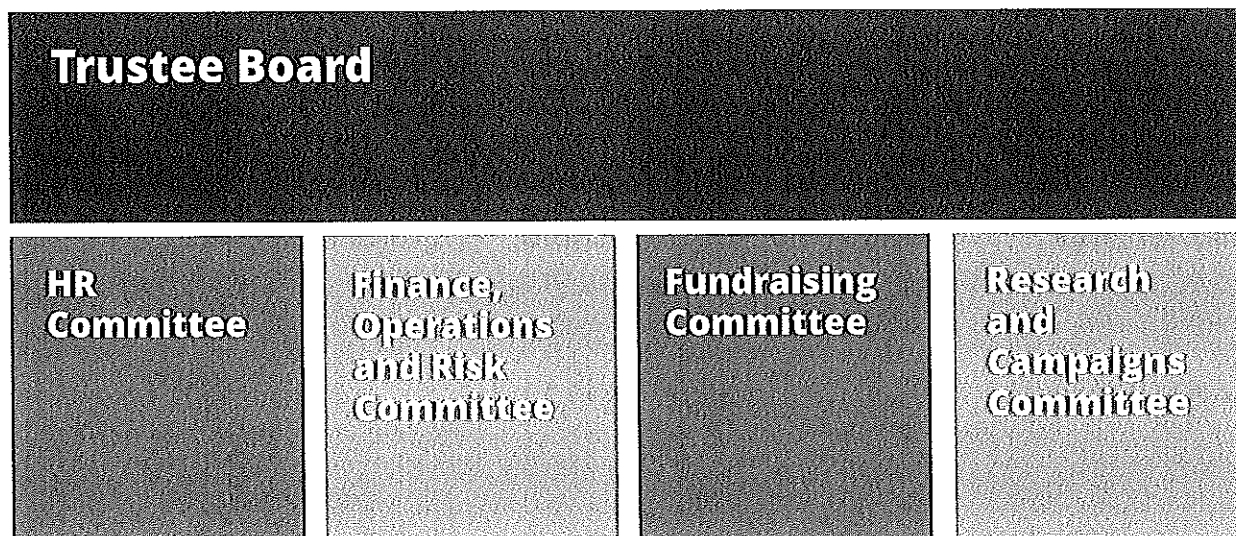 Trustee Board
HR
Committee
Finance,
Operations
and Risk
Committee
Fundraising
Committee
Research
and
Campaigns
Committee